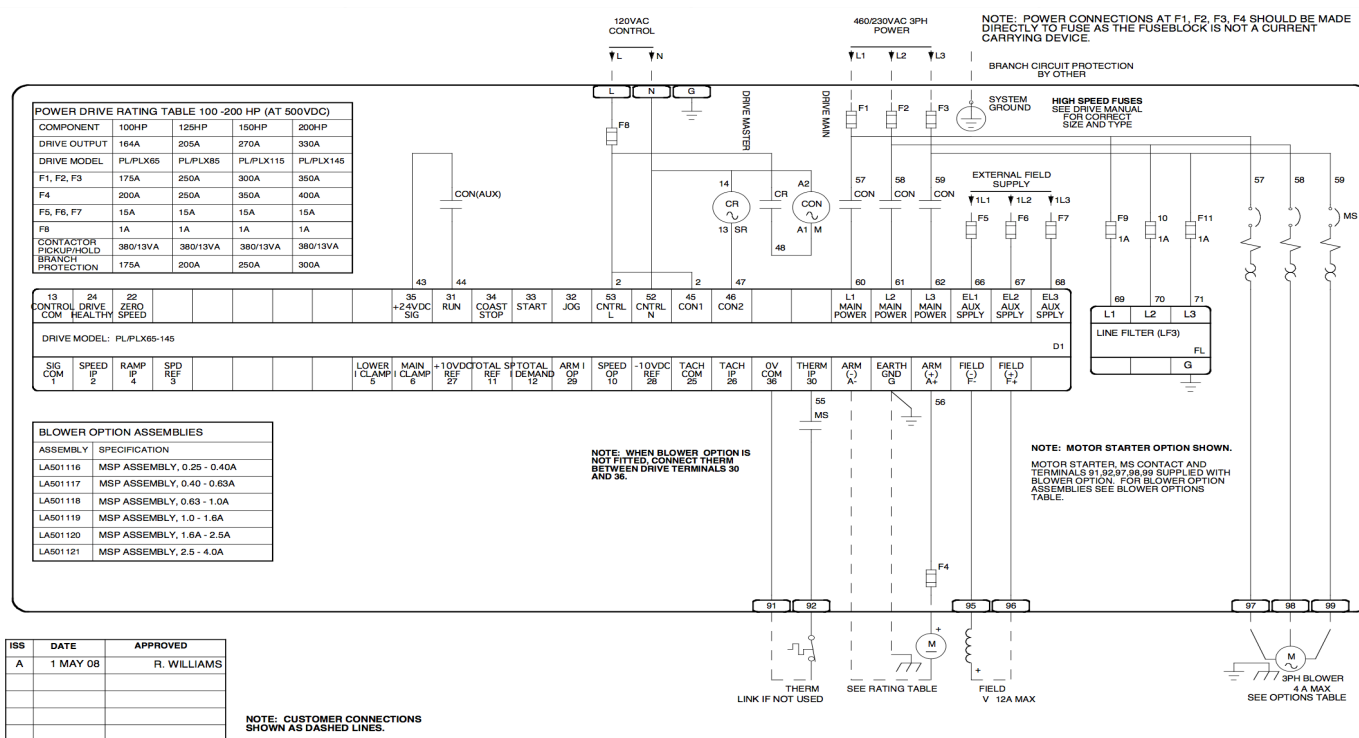 120VAC
CONTROL
460/230VAC 3PH
POWER
NOTE: POWER CONNECTIONS AT F1, F2, F3, F4 SHOULD BE MADE
DIRECTLY TO FUSE AS THE FUSEBLOCK IS NOT A CURRENT
CARRYING DEVICE.
L N
L1 L2 L3
BRANCH CIRCUIT PROTECTION
BY OTHER
L N G
DRIVE MASTER
DRIVE MAIN
F8
F1 F2 F3
SYSTEM
GROUND
HIGH SPEED FUSES
SEE DRIVE MANUAL
FOR CORRECT
SIZE AND TYPE
POWER DRIVE RATING TABLE 100 -200 HP (AT 500VDC)
COMPONENT 100HP 125HP 150HP 200HP
DRIVE OUTPUT 164A 205A 270A 330A
DRIVE MODEL PL/PLX65 PL/PLX85 PL/PLX115 PL/PLX145
F1, F2, F3 175A 250A 300A 350A
F4 200A 250A 350A 400A
F5, F6, F7 15A 15A 15A 15A
F8 1A 1A 1A 1A
CONTACTOR
PICKUP/HOLD 380/13VA 380/13VA 380/13VA 380/13VA
BRANCH
PROTECTION 175A 200A 250A 300A
CON(AUX)
14 CR A2
CR CON
13 SR A1 M
48
57 58 59
CON CON CON
EXTERNAL FIELD
SUPPLY
1L1 1L2 1L3
F5 F6 F7
F9 10 F11
1A 1A 1A
57 58 59
MS
43 44 2 2 47 60 61 62 66 67 68
13 24 22 35 31 34 33 32 53 52 45 46 L1 L2 L3 EL1 EL2 EL3
CONTROL DRIVE ZERO +24VDC RUN COAST START JOG CNTRL CNTRL CON1 CON2 MAIN MAIN MAIN AUX AUX AUX
COM HEALTHY SPEED SIG STOP L N POWER POWER POWER SPPLY SPPLY SPPLY
DRIVE MODEL: PL/PLX65-145
D1
SIG SPEED RAMP SPD LOWER MAIN +10VDC TOTAL SP TOTAL ARM I SPEED -10VDC TACH TACH 0V THERM ARM EARTH ARM FIELD FIELD
COM IP IP REF I CLAMP I CLAMP REF REF I DEMAND OP OP REF COM IP COM IP (-) GND (+) (-) (+)
1 2 4 3 5 6 27 11 12 29 10 28 25 26 36 30 A- G A+ F- F+
69 70 71
L1 L2 L3
LINE FILTER (LF3)
FL
G
55
MS
56
BLOWER OPTION ASSEMBLIES
ASSEMBLY SPECIFICATION
LA501116 MSP ASSEMBLY, 0.25 - 0.40A
LA501117 MSP ASSEMBLY, 0.40 - 0.63A
LA501118 MSP ASSEMBLY, 0.63 - 1.0A
LA501119 MSP ASSEMBLY, 1.0 - 1.6A
LA501120 MSP ASSEMBLY, 1.6A - 2.5A
LA501121 MSP ASSEMBLY, 2.5 - 4.0A
NOTE: WHEN BLOWER OPTION IS
NOT FITTED, CONNECT THERM
BETWEEN DRIVE TERMINALS 30
AND 36.
NOTE: MOTOR STARTER OPTION SHOWN.
MOTOR STARTER, MS CONTACT AND
TERMINALS 91,92,97,98,99 SUPPLIED WITH
BLOWER OPTION. FOR BLOWER OPTION
ASSEMBLIES SEE BLOWER OPTIONS
TABLE.
F4
91 92 95 96 97 98 99
+
M
+
M
THERM
LINK IF NOT USED
SEE RATING TABLE
FIELD
V 12A MAX
3PH BLOWER
4 A MAX
SEE OPTIONS TABLE
ISS DATE APPROVED
A 1 MAY 08 R. WILLIAMS
NOTE: CUSTOMER CONNECTIONS
SHOWN AS DASHED LINES.